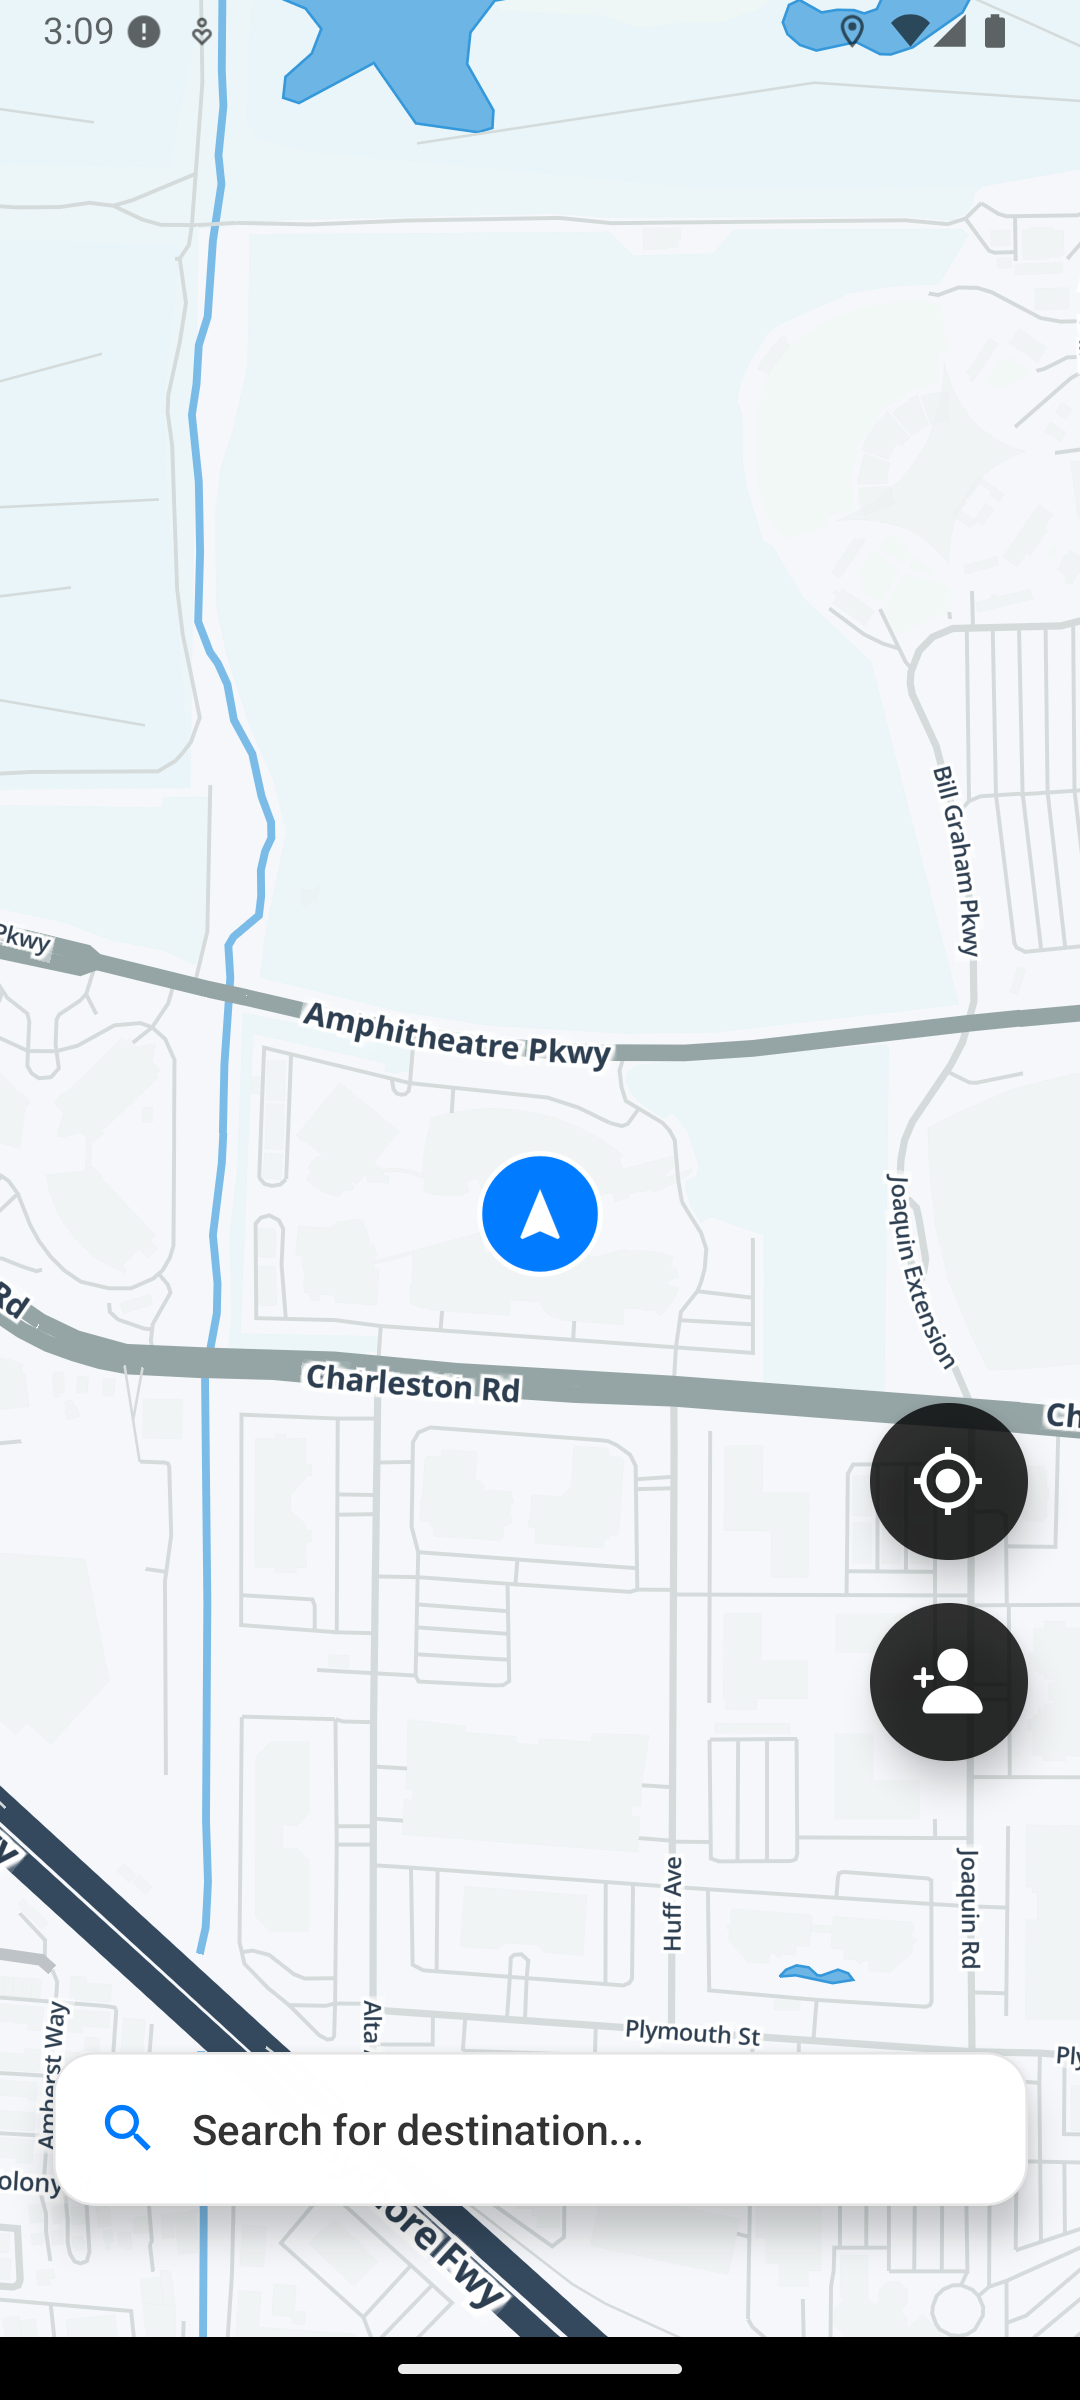 3:09
Bill Graham Pkwy
Pkwy
Amphitheatre Pkwy
Joaquin Extension
Rd
Charleston Rd
Huff Ave
Joaquin Rd
Alta
Plymouth St
Amherst Way
Search for destination...
Fwy